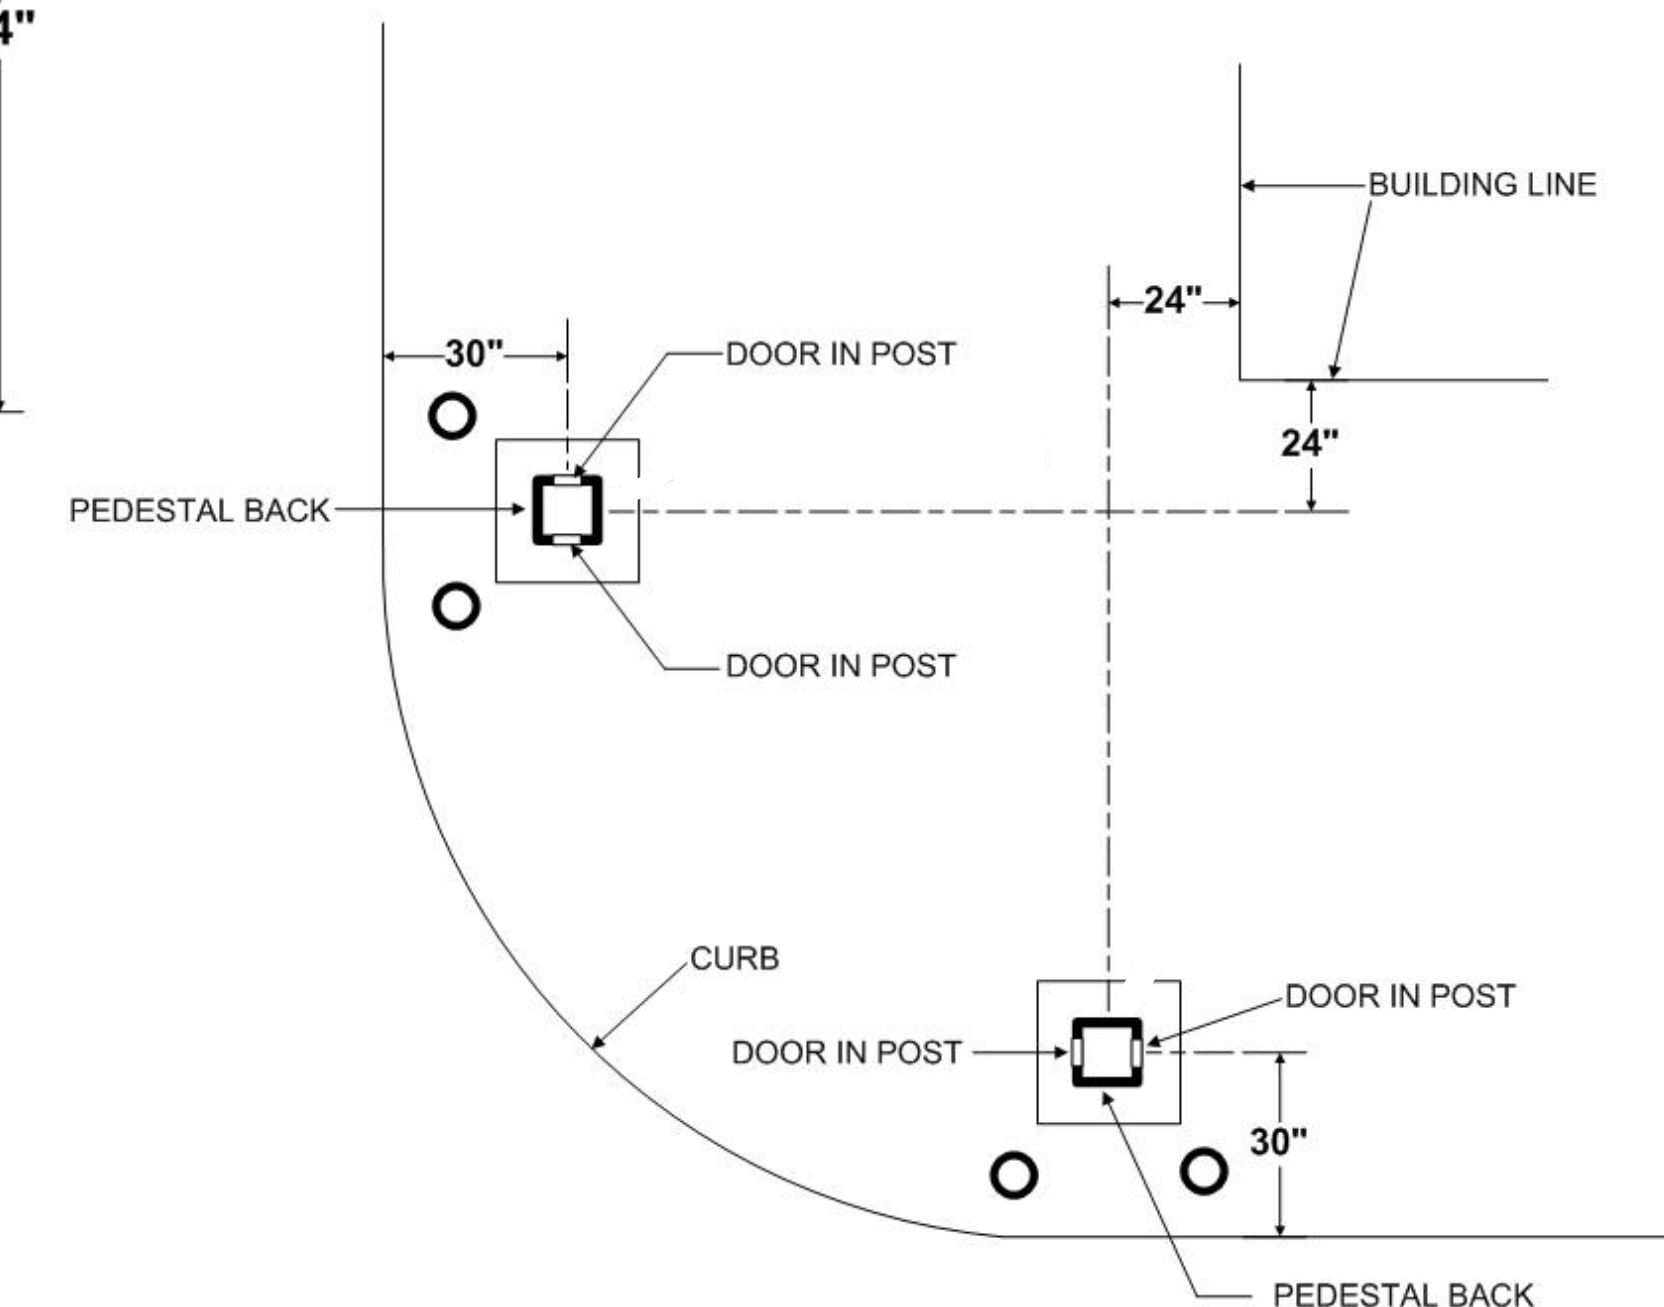 4"
BUILDING LINE
24"
30"
DOOR IN POST
24"
PEDESTAL BACK
DOOR IN POST
CURB
DOOR IN POST
DOOR IN POST
30"
PEDESTAL BACK